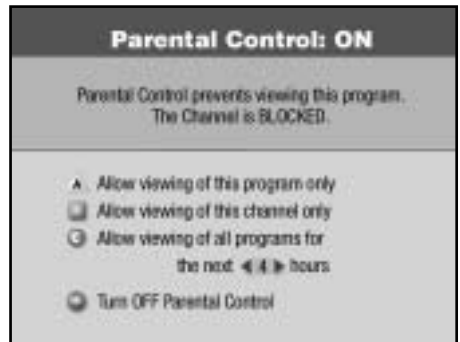 Parental Control: ON
Parental Control prevents viewing this program.
The Channel is BLOCKED.
A Allow viewing of this program only
Allow viewing of this channel only
C Allow viewing of all programs for
the next ◀ 4 ▶ hours
Turn OFF Parental Control